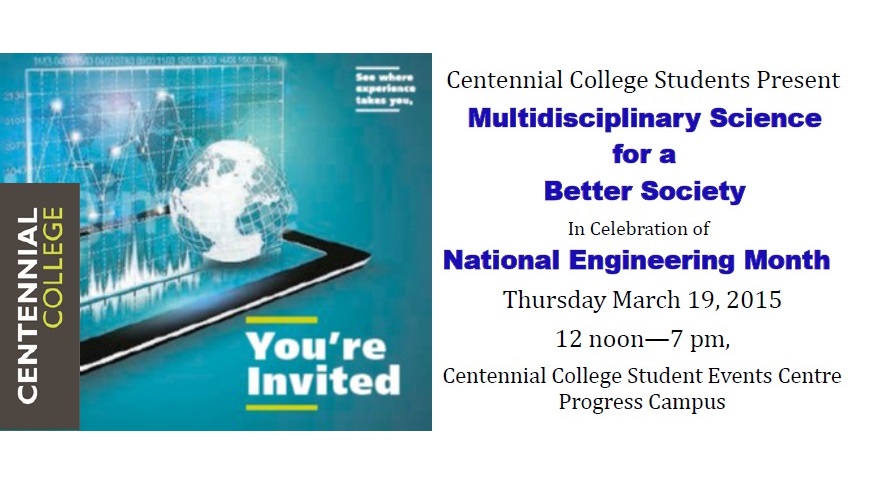 See where
experience
takes you,
CENTENNIAL
COLLEGE
You're
Invited
Centennial College Students Present
Multidisciplinary Science
for a
Better Society
In Celebration of
National Engineering Month
Thursday March 19, 2015
12 noon—7 pm,
Centennial College Student Events Centre
Progress Campus